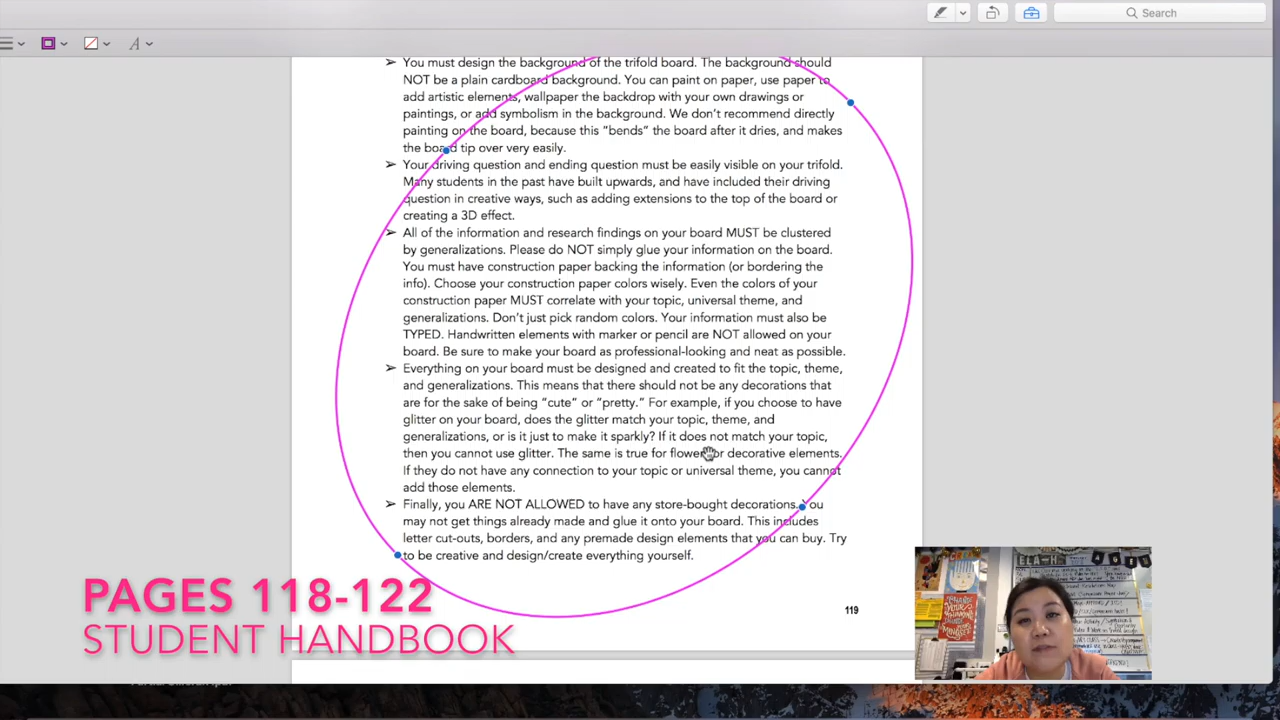 Search
A
➢ You must design the background of the trifold board. The background should
NOT be a plain cardboard background. You can paint on paper, use paper to
add artistic elements, wallpaper the backdrop with your own drawings or
paintings, or add symbolism in the background. We don't recommend directly
painting on the board, because this "bends" the board after it dries, and makes
the board tip over very easily.
➢ Your driving question and ending question must be easily visible on your trifold.
Many students in the past have built upwards, and have included their driving
question in creative ways, such as adding extensions to the top of the board or
creating a 3D effect.
➢ All of the information and research findings on your board MUST be clustered
by generalizations. Please do NOT simply glue your information on the board.
You must have construction paper backing the information (or bordering the
info). Choose your construction paper colors wisely. Even the colors of your
construction paper MUST correlate with your topic, universal theme, and
generalizations. Don't just pick random colors. Your information must also be
TYPED. Handwritten elements with marker or pencil are NOT allowed on your
board. Be sure to make your board as professional-looking and neat as possible.
➢ Everything on your board must be designed and created to fit the topic, theme,
and generalizations. This means that there should not be any decorations that
are for the sake of being "cute" or "pretty." For example, if you choose to have
glitter on your board, does the glitter match your topic, theme, and
generalizations, or is it just to make it sparkly? If it does not match your topic,
then you cannot use glitter. The same is true for flower or decorative elements.
If they do not have any connection to your topic or universal theme, you cannot
add those elements.
➢ Finally, you ARE NOT ALLOWED to have any store-bought decorations. You
may not get things already made and glue it onto your board. This includes
letter cut-outs, borders, and any premade design elements that you can buy. Try
to be creative and design/create everything yourself.
119
PAGES 118-122
STUDENT HANDBOOK
ELA-H
MINDSET